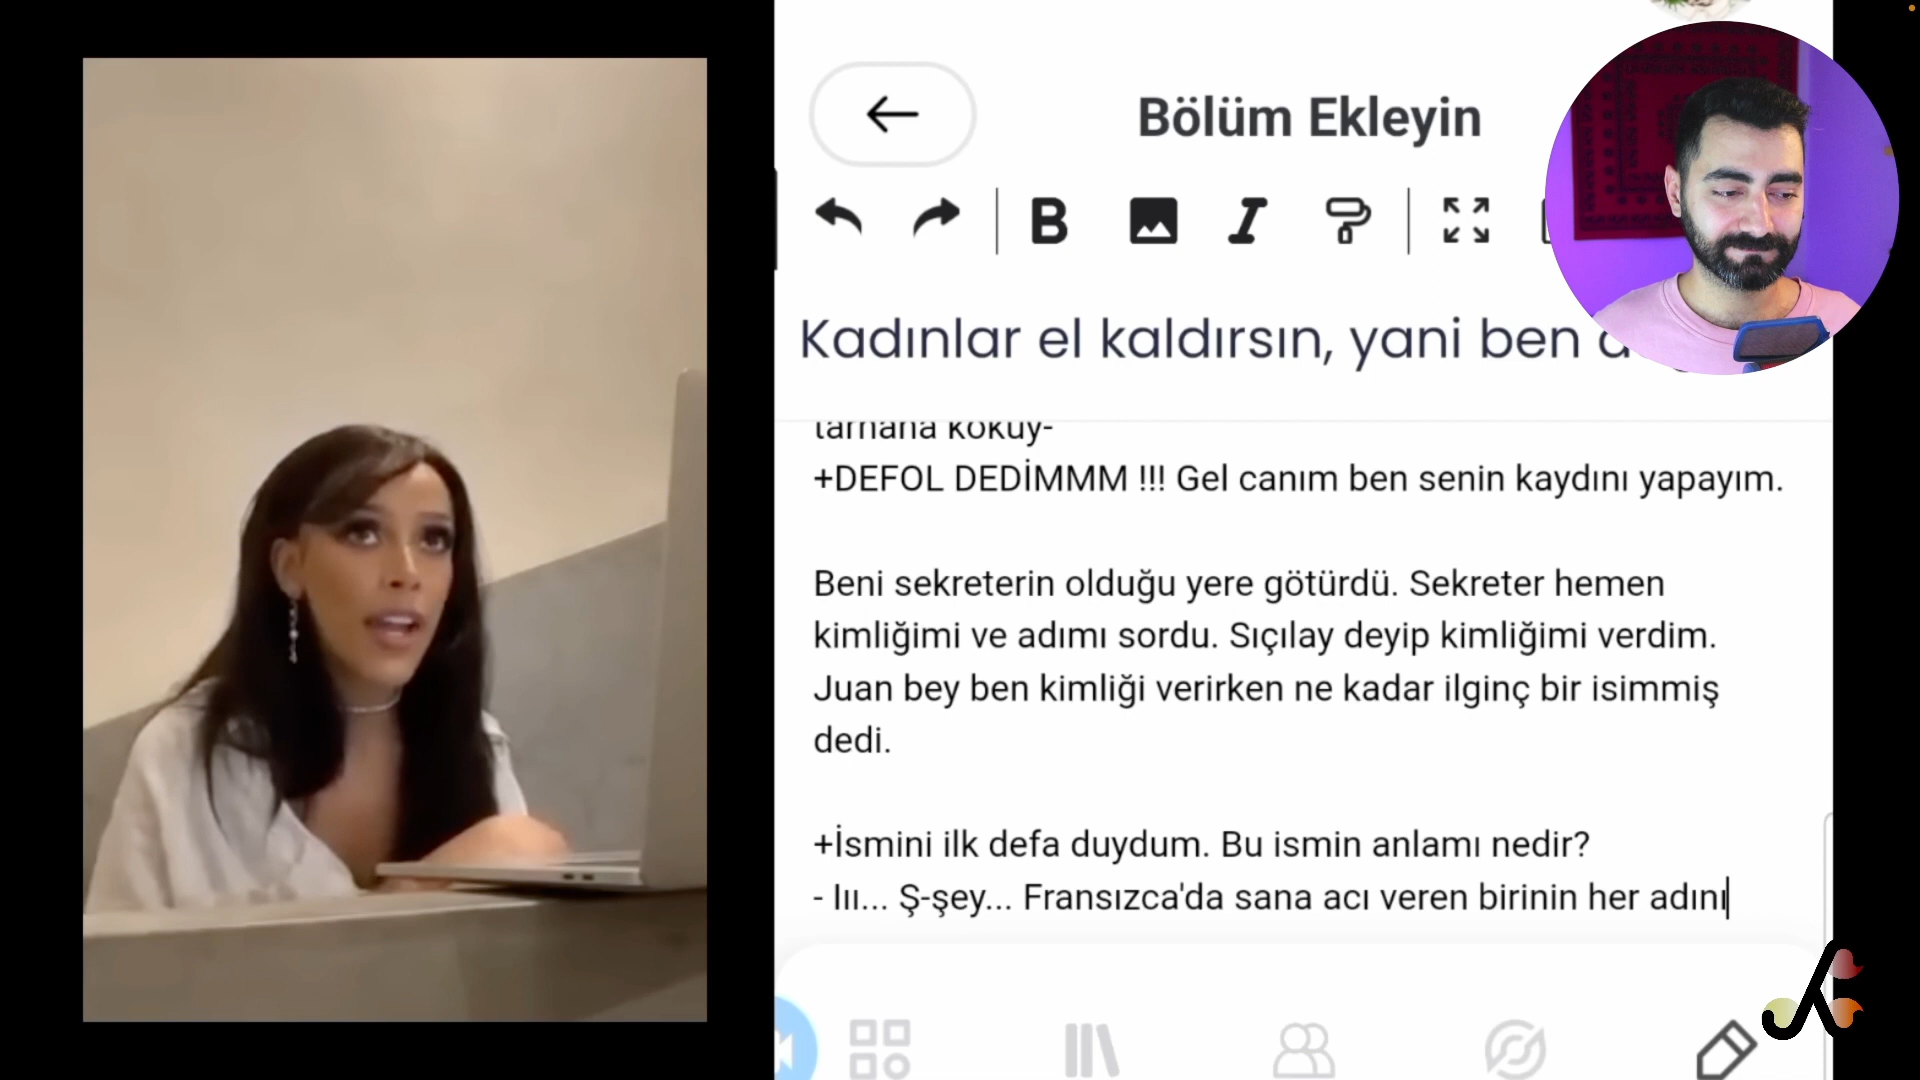 Bölüm Ekleyin
B I
Kadınlar el kaldırsın, yani ben
tarhana kokuy-
+DEFOL DEDİMMM !!! Gel canım ben senin kaydını yapayım.
Beni sekreterin olduğu yere götürdü. Sekreter hemen
kimliğimi ve adımı sordu. Sıçılay deyip kimliğimi verdim.
Juan bey ben kimliği verirken ne kadar ilginç bir isimmiş
dedi.
+İsmini ilk defa duydum. Bu ismin anlamı nedir?
- Iıı... Ş-şey... Fransızca'da sana acı veren birinin her adını